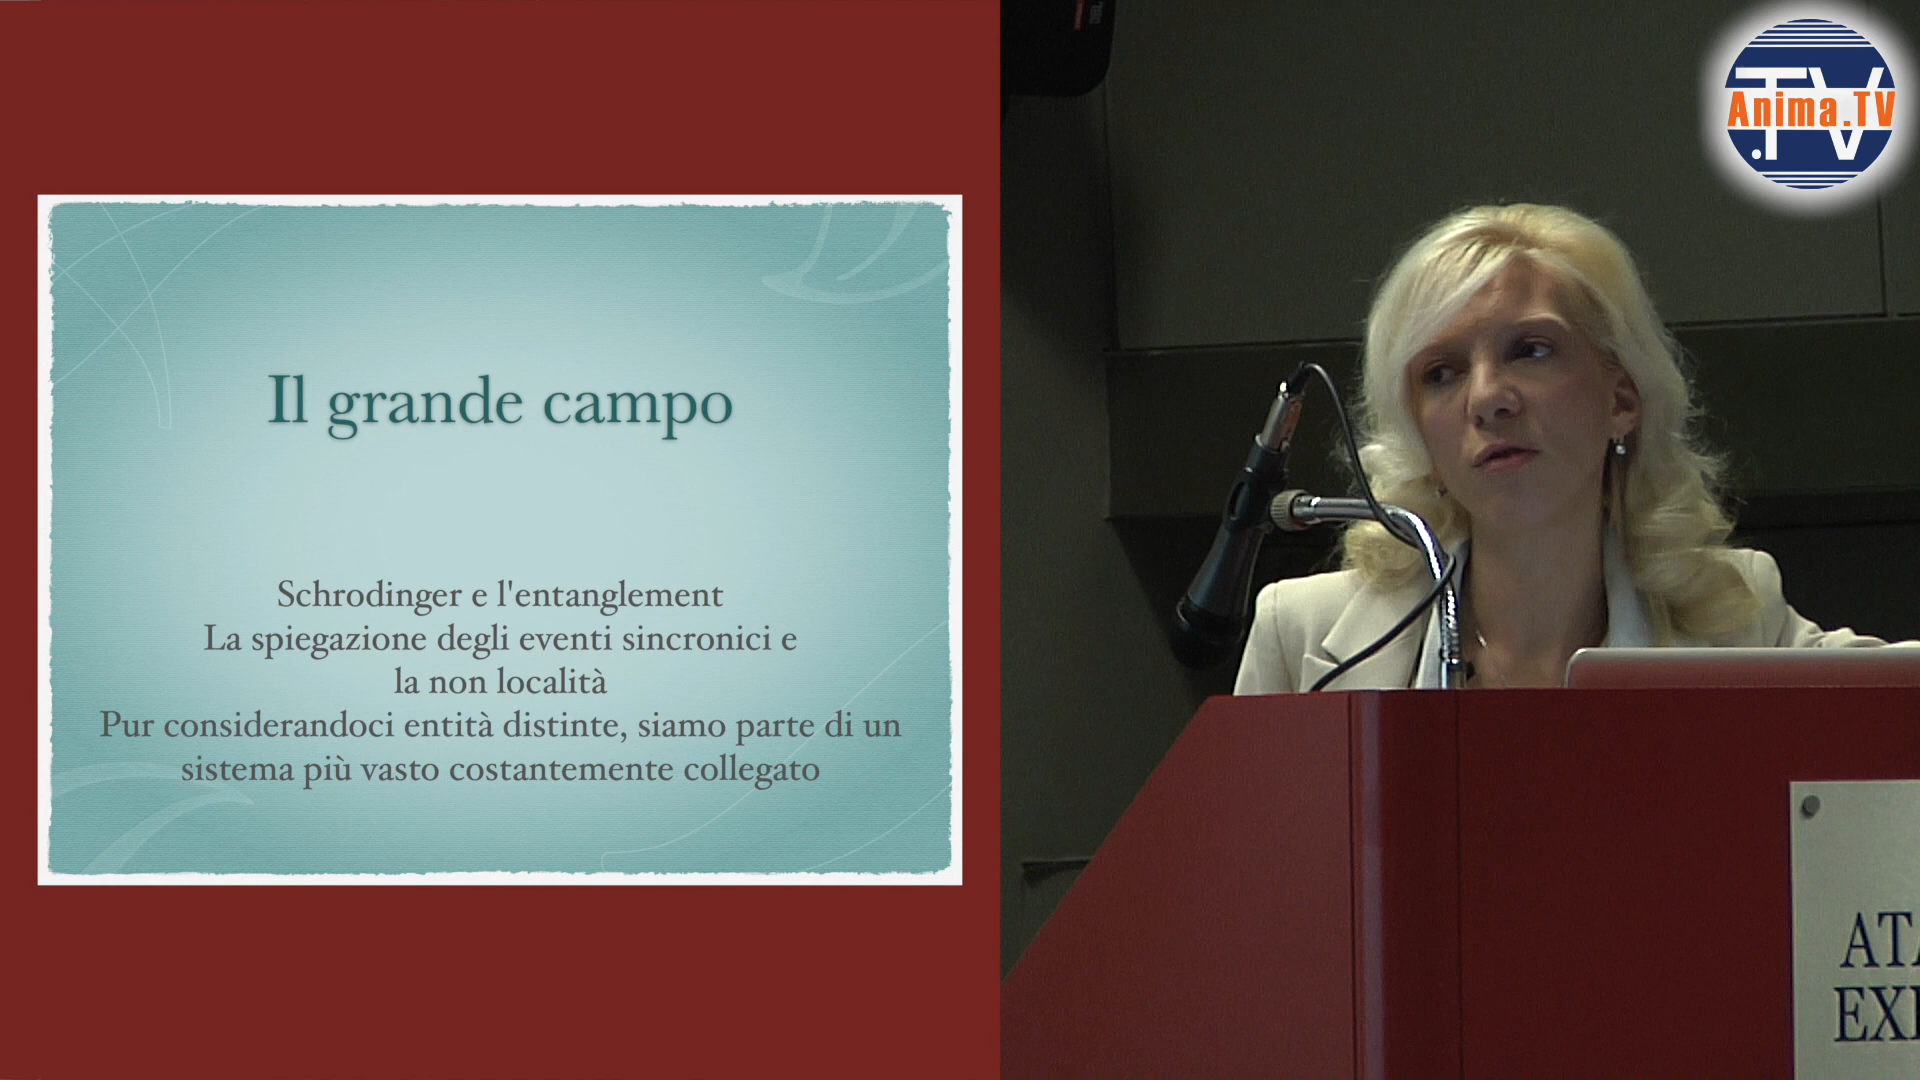 Il grande campo
Schrodinger e l'entanglement
La spiegazione degli eventi sincronici e
la non località
Pur considerandoci entità distinte, siamo parte di un
sistema più vasto costantemente collegato
.TV
Anima.TV